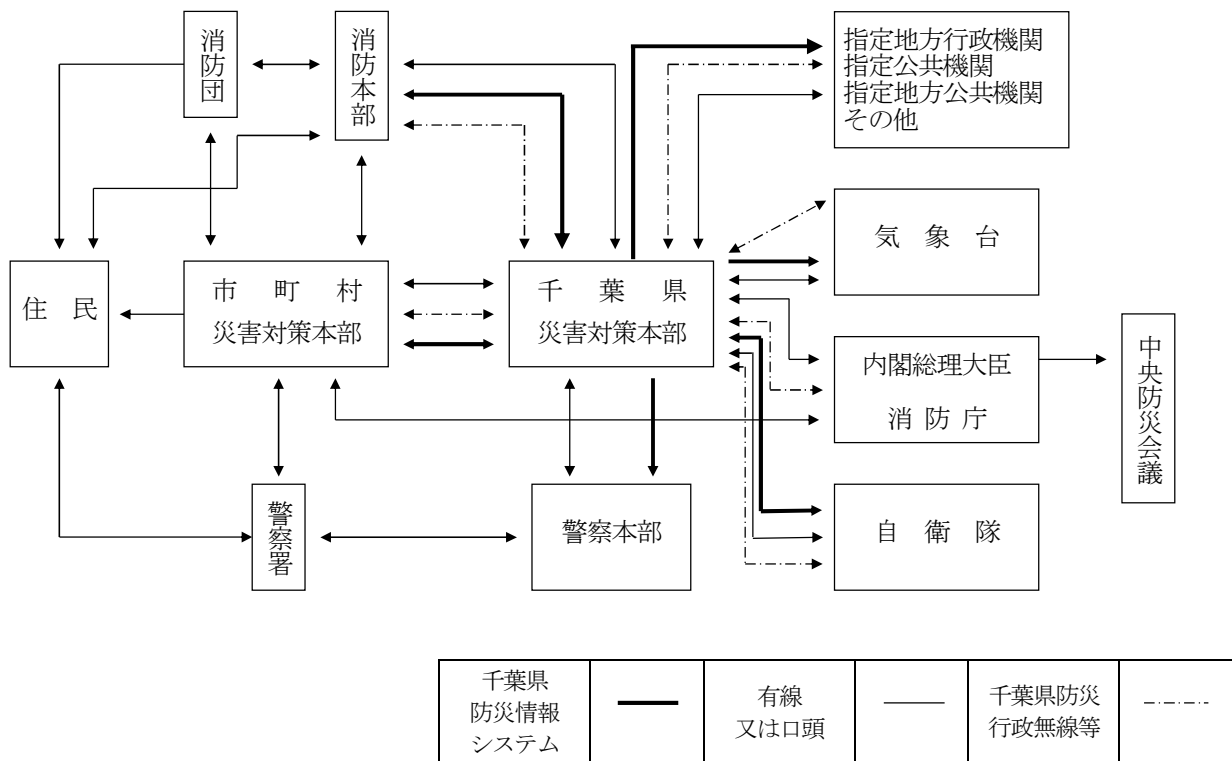 消防団
消防本部
指定地方行政機関
指定公共機関
指定地方公共機関
その他
気象台
住民
市町村
災害対策本部
千葉県
災害対策本部
内閣総理大臣
消防庁
中央防災会議
警察署
警察本部
自衛隊
千葉県
防災情報
システム
有線
又は口頭
千葉県防災
行政無線等